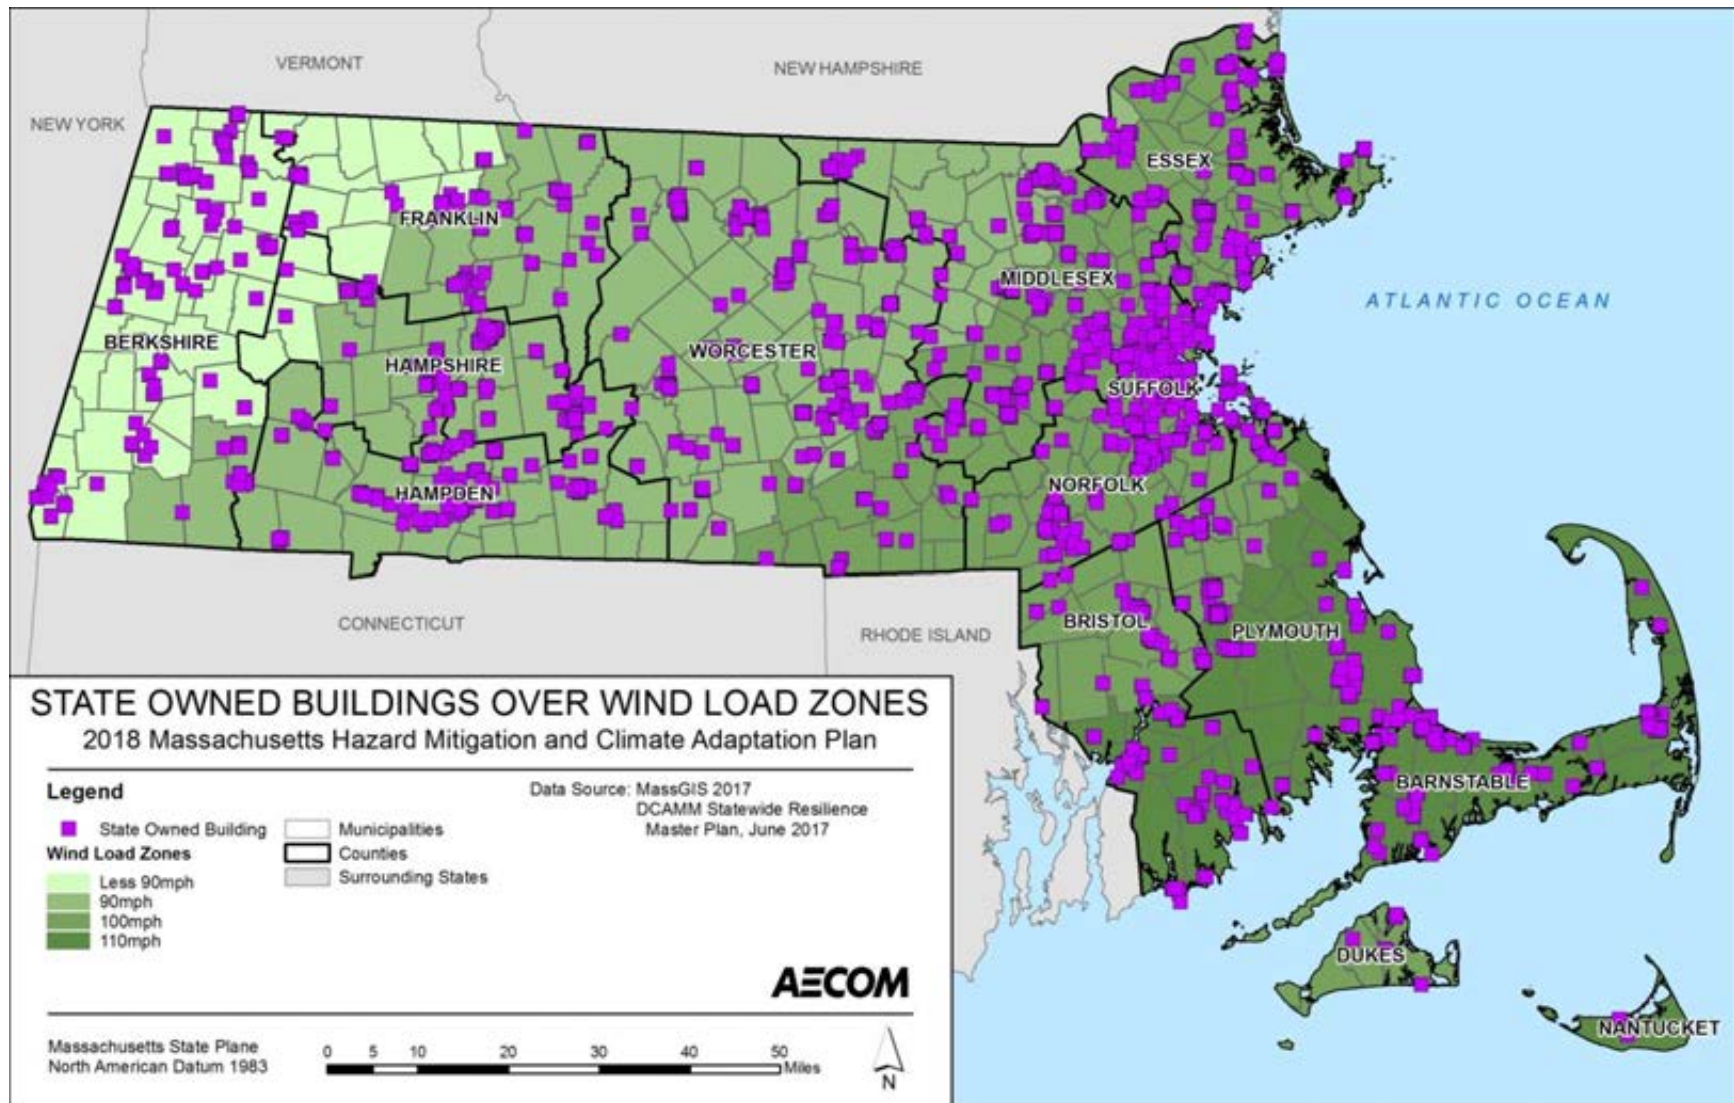 VERMONT
NEW HAMPSHIRE
NEW YORK
ESSEX
FRANKLIN
MIDDLESEX
ATLANTIC OCEAN
BERKSHIRE
HAMPSHIRE
WORCESTER
SUFFOLK
HAMPDEN
NORFOLK
CONNECTICUT
RHODE ISLAND
BRISTOL
PLYMOUTH
BARNSTABLE
DUKES
NANTUCKET
STATE OWNED BUILDINGS OVER WIND LOAD ZONES
2018 Massachusetts Hazard Mitigation and Climate Adaptation Plan
Legend
State Owned Building
Wind Load Zones
Less 90mph
90mph
100mph
110mph
Municipalities
Counties
Surrounding States
Data Source: MassGIS 2017
DCAMM Statewide Resilience
Master Plan, June 2017
AECOM
Massachusetts State Plane
North American Datum 1983
0 5 10 20 30 40 50
Miles
N